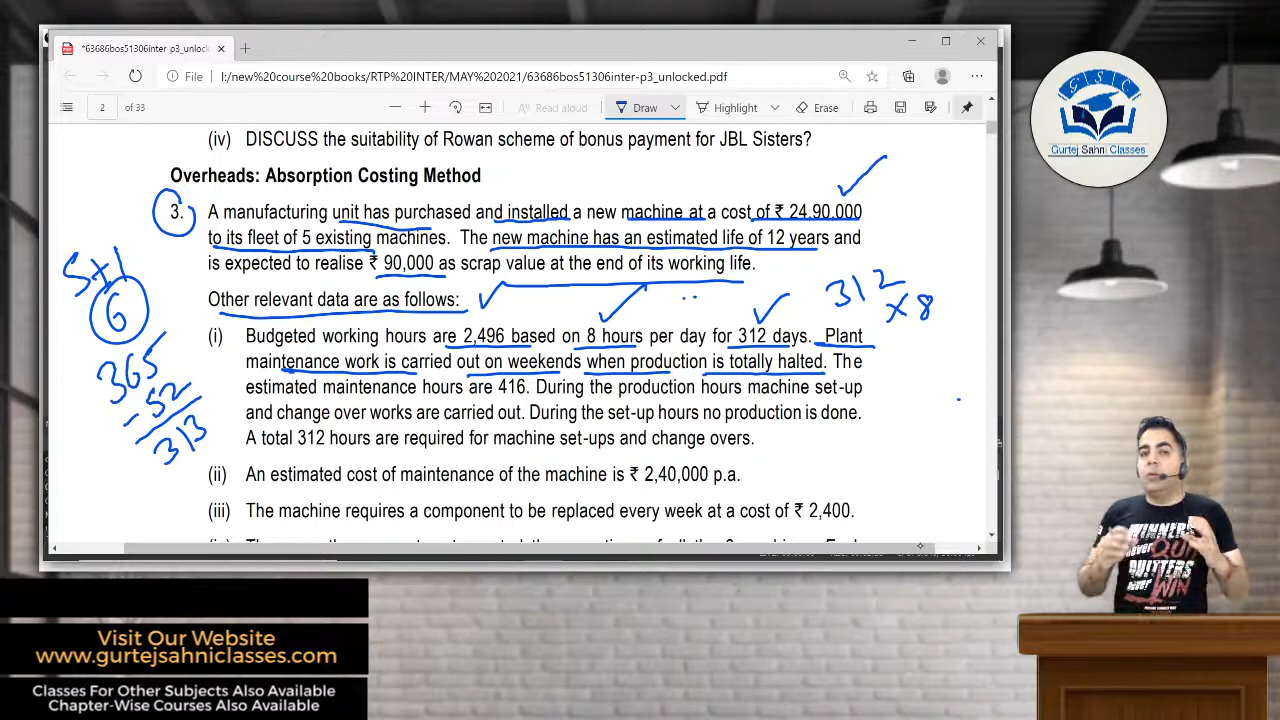 *63686bos51306inter-p3_unlock
File
I:/new%20course%20books/RTP%20INTER/MAY%202021/63686bos51306inter-p3_unlocked.pdf
2 of 33
Read aloud
Draw
Highlight
Erase
(iv) DISCUSS the suitability of Rowan scheme of bonus payment for JBL Sisters?
Overheads: Absorption Costing Method
3. A manufacturing unit has purchased and installed a new machine at a cost of ₹ 24,90,000
to its fleet of 5 existing machines. The new machine has an estimated life of 12 years and
is expected to realise ₹ 90,000 as scrap value at the end of its working life.
Other relevant data are as follows:
(i) Budgeted working hours are 2,496 based on 8 hours per day for 312 days. Plant
maintenance work is carried out on weekends when production is totally halted. The
estimated maintenance hours are 416. During the production hours machine set-up
and change over works are carried out. During the set-up hours no production is done.
A total 312 hours are required for machine set-ups and change overs.
(ii) An estimated cost of maintenance of the machine is ₹ 2,40,000 p.a.
(iii) The machine requires a component to be replaced every week at a cost of ₹ 2,400.
5+1
6
365
-52
313
312
x8
GSC
Gurtej Sahni Classes
WINNERS
never QUIT
QUITTERS
never WIN
Visit Our Website
www.gurtejsahniclasses.com
Classes For Other Subjects Also Available
Chapter-Wise Courses Also Available